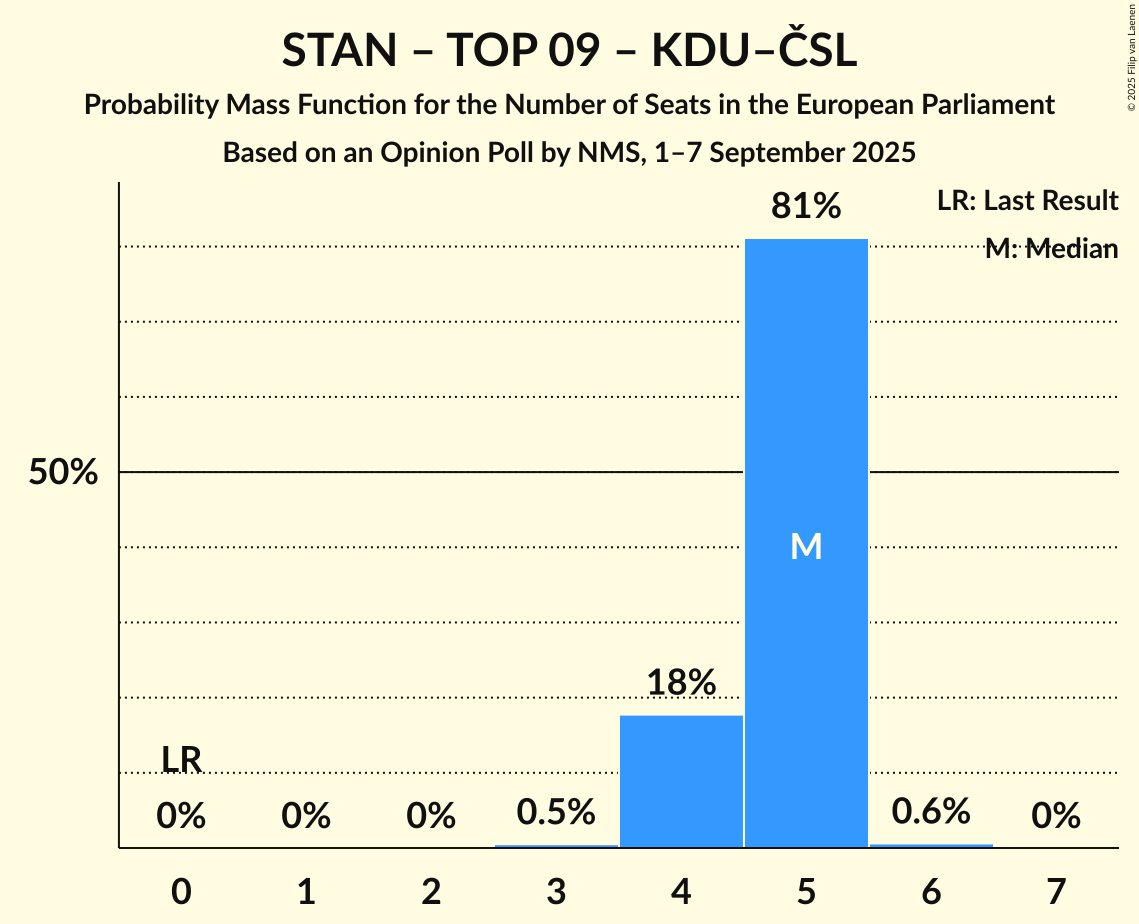 STAN – TOP 09 – KDU–ČSL
Probability Mass Function for the Number of Seats in the European Parliament
Based on an Opinion Poll by NMS, 1–7 September 2025
© 2025 Filip van Laenen
LR: Last Result
M: Median
81%
50%
M
18%
LR
0% 0% 0% 0.5% 0.6% 0%
0 1 2 3 4 5 6 7